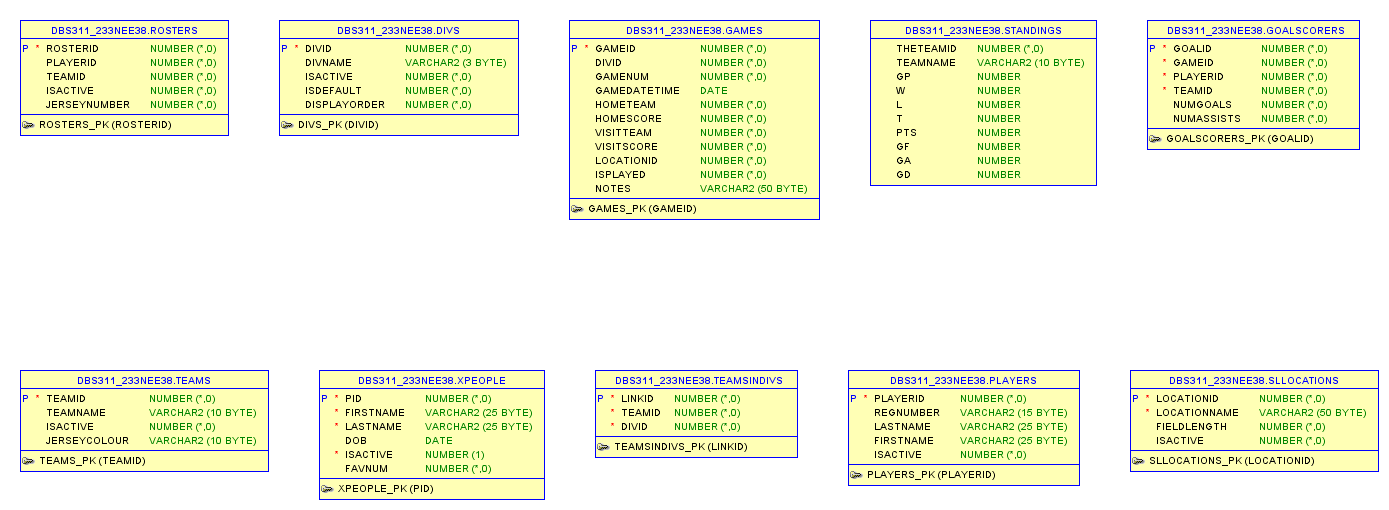 DBS311_233NEE38.ROSTERS
P * ROSTERID NUMBER (*,0)
PLAYERID NUMBER (*,0)
TEAMID NUMBER (*,0)
ISACTIVE NUMBER (*,0)
JERSEYNUMBER NUMBER (*,0)
ROSTERS_PK (ROSTERID)
DBS311_233NEE38.DIVS
P * DIVID NUMBER (*,0)
DIVNAME VARCHAR2 (3 BYTE)
ISACTIVE NUMBER (*,0)
ISDEFAULT NUMBER (*,0)
DISPLAYORDER NUMBER (*,0)
DIVS_PK (DIVID)
DBS311_233NEE38.GAMES
P * GAMEID NUMBER (*,0)
DIVID NUMBER (*,0)
GAMENUM NUMBER (*,0)
GAMEDATETIME DATE
HOMETEAM NUMBER (*,0)
HOMESCORE NUMBER (*,0)
VISITTEAM NUMBER (*,0)
VISITSCORE NUMBER (*,0)
LOCATIONID NUMBER (*,0)
ISPLAYED NUMBER (*,0)
NOTES VARCHAR2 (50 BYTE)
GAMES_PK (GAMEID)
DBS311_233NEE38.STANDINGS
THETEAMID NUMBER (*,0)
TEAMNAME VARCHAR2 (10 BYTE)
GP NUMBER
W NUMBER
L NUMBER
T NUMBER
PTS NUMBER
GF NUMBER
GA NUMBER
GD NUMBER
DBS311_233NEE38.GOALSCORERS
P * GOALID NUMBER (*,0)
* GAMEID NUMBER (*,0)
* PLAYERID NUMBER (*,0)
* TEAMID NUMBER (*,0)
NUMGOALS NUMBER (*,0)
NUMASSISTS NUMBER (*,0)
GOALSCORERS_PK (GOALID)
DBS311_233NEE38.TEAMS
P * TEAMID NUMBER (*,0)
TEAMNAME VARCHAR2 (10 BYTE)
ISACTIVE NUMBER (*,0)
JERSEYCOLOUR VARCHAR2 (10 BYTE)
TEAMS_PK (TEAMID)
DBS311_233NEE38.XPEOPLE
P * PID NUMBER (*,0)
* FIRSTNAME VARCHAR2 (25 BYTE)
* LASTNAME VARCHAR2 (25 BYTE)
DOB DATE
* ISACTIVE NUMBER (1)
FAVNUM NUMBER (*,0)
XPEOPLE_PK (PID)
DBS311_233NEE38.TEAMSINDIVS
P * LINKID NUMBER (*,0)
* TEAMID NUMBER (*,0)
* DIVID NUMBER (*,0)
TEAMSINDIVS_PK (LINKID)
DBS311_233NEE38.PLAYERS
P * PLAYERID NUMBER (*,0)
REGNUMBER VARCHAR2 (15 BYTE)
LASTNAME VARCHAR2 (25 BYTE)
FIRSTNAME VARCHAR2 (25 BYTE)
ISACTIVE NUMBER (*,0)
PLAYERS_PK (PLAYERID)
DBS311_233NEE38.SLLOCATIONS
P * LOCATIONID NUMBER (*,0)
* LOCATIONNAME VARCHAR2 (50 BYTE)
FIELDLENGTH NUMBER (*,0)
ISACTIVE NUMBER (*,0)
SLLOCATIONS_PK (LOCATIONID)